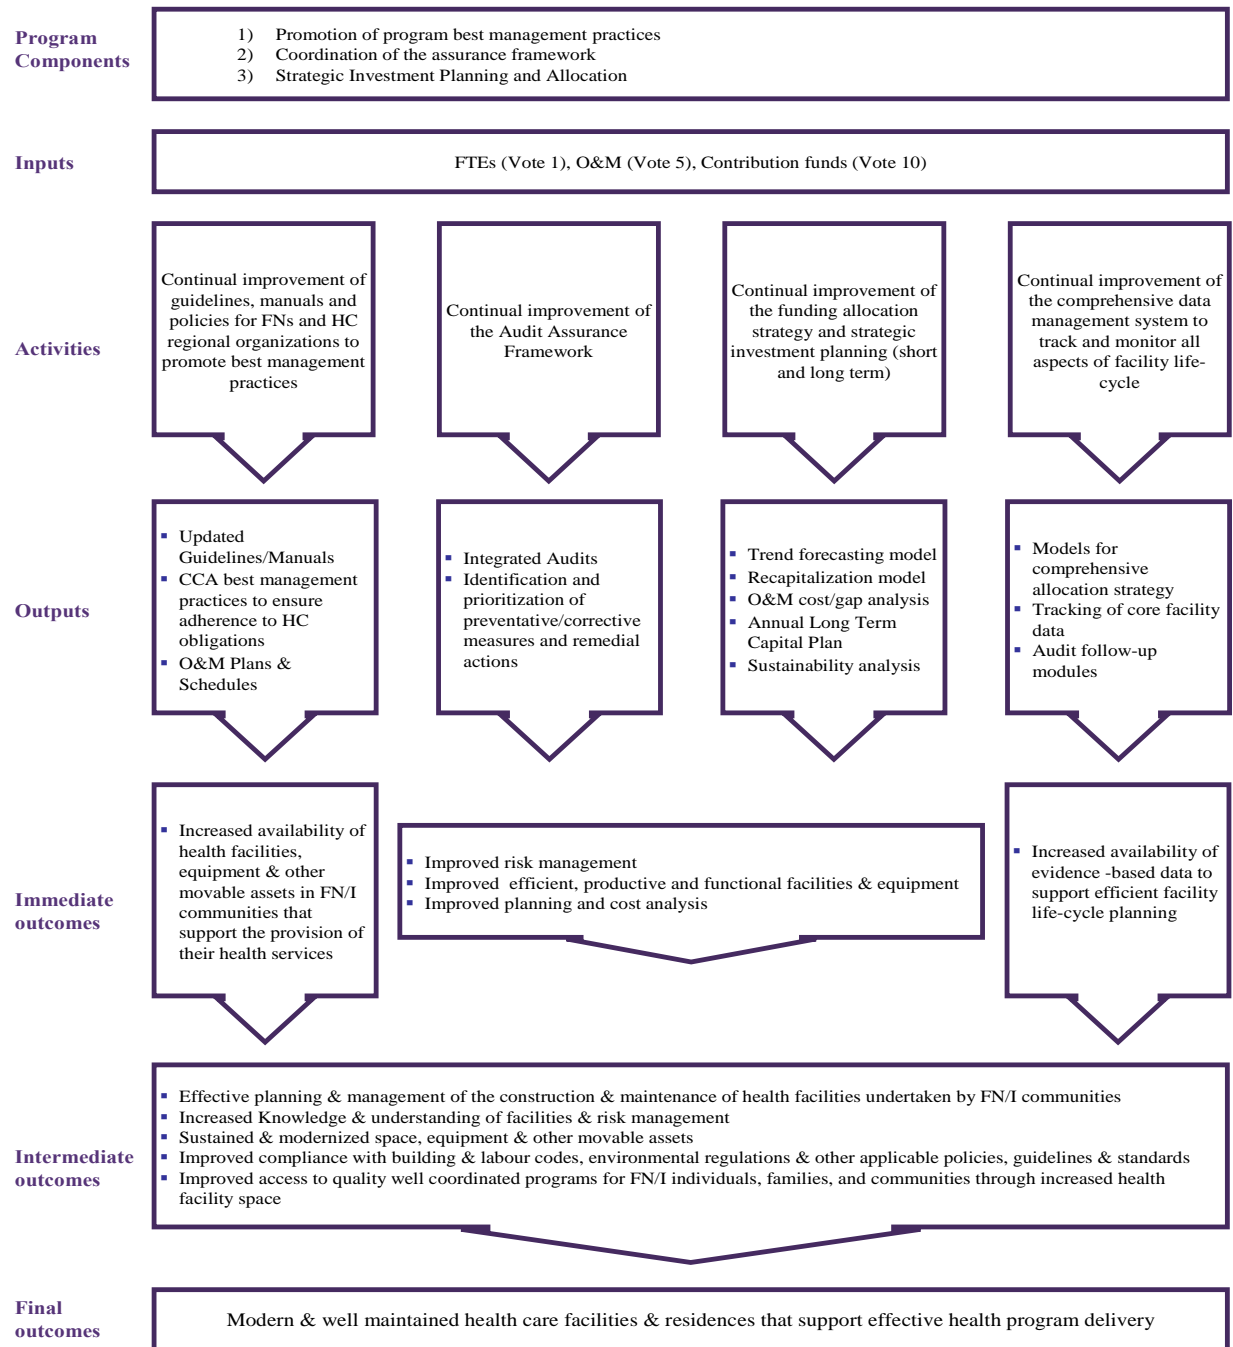 Program
Components
1) Promotion of program best management practices
2) Coordination of the assurance framework
3) Strategic Investment Planning and Allocation
Inputs
FTEs (Vote 1), O&M (Vote 5), Contribution funds (Vote 10)
Activities
Continual improvement of
guidelines, manuals and
policies for FNs and HC
regional organizations to
promote best management
practices
Continual improvement of
the Audit Assurance
Framework
Continual improvement of
the funding allocation
strategy and strategic
investment planning (short
and long term)
Continual improvement of
the comprehensive data
management system to
track and monitor all
aspects of facility life-
cycle
Outputs
▪ Updated
Guidelines/Manuals
▪ CCA best management
practices to ensure
adherence to HC
obligations
▪ O&M Plans &
Schedules
▪ Integrated Audits
▪ Identification and
prioritization of
preventative/corrective
measures and remedial
actions
▪ Trend forecasting model
▪ Recapitalization model
▪ O&M cost/gap analysis
▪ Annual Long Term
Capital Plan
▪ Sustainability analysis
▪ Models for
comprehensive
allocation strategy
▪ Tracking of core facility
data
▪ Audit follow-up
modules
Immediate
outcomes
▪ Increased availability of
health facilities,
equipment & other
movable assets in FN/I
communities that
support the provision of
their health services
▪ Improved risk management
▪ Improved efficient, productive and functional facilities & equipment
▪ Improved planning and cost analysis
▪ Increased availability of
evidence -based data to
support efficient facility
life-cycle planning
Intermediate
outcomes
▪ Effective planning & management of the construction & maintenance of health facilities undertaken by FN/I communities
▪ Increased Knowledge & understanding of facilities & risk management
▪ Sustained & modernized space, equipment & other movable assets
▪ Improved compliance with building & labour codes, environmental regulations & other applicable policies, guidelines & standards
▪ Improved access to quality well coordinated programs for FN/I individuals, families, and communities through increased health
facility space
Final
outcomes
Modern & well maintained health care facilities & residences that support effective health program delivery